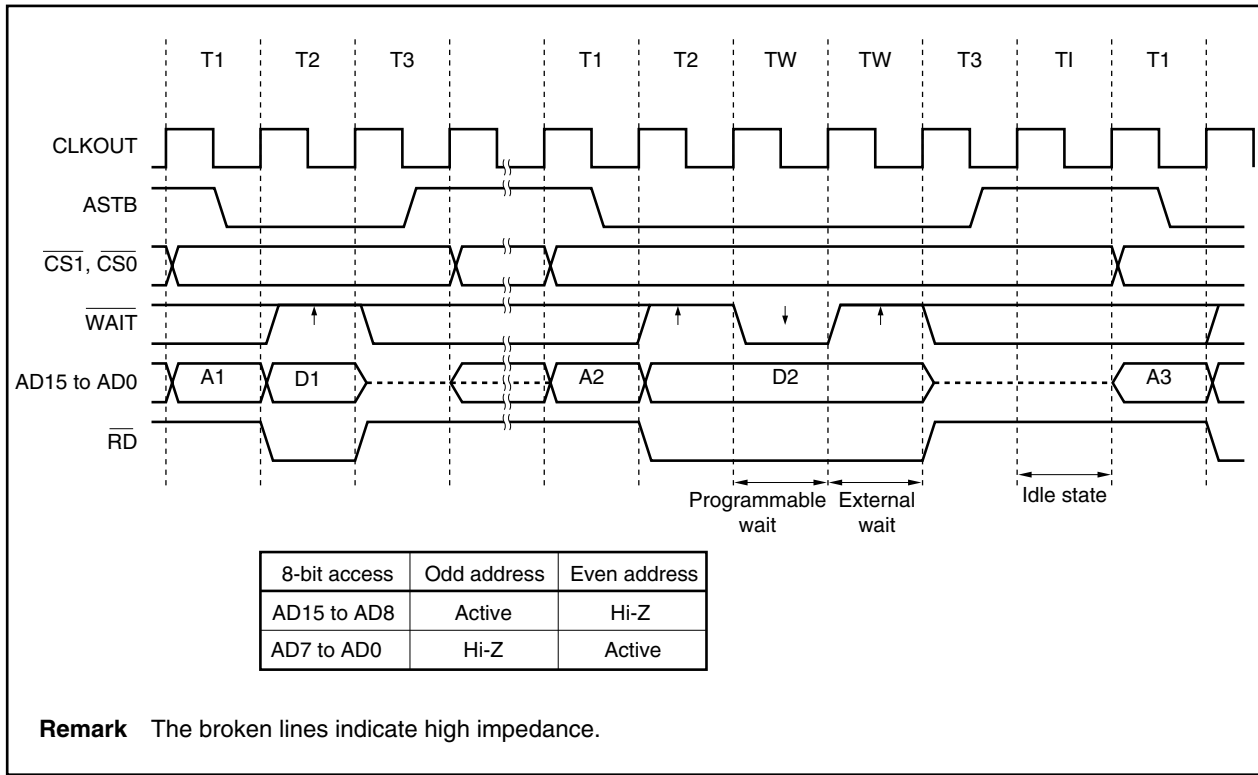 T1 T2 T3 T1 T2 TW TW T3 TI T1
CLKOUT
ASTB
CS1, CS0
WAIT
AD15 to AD0 A1 D1 A2 D2 A3
RD
Programmable wait
External wait
Idle state
8-bit access Odd address Even address
AD15 to AD8 Active Hi-Z
AD7 to AD0 Hi-Z Active
Remark The broken lines indicate high impedance.